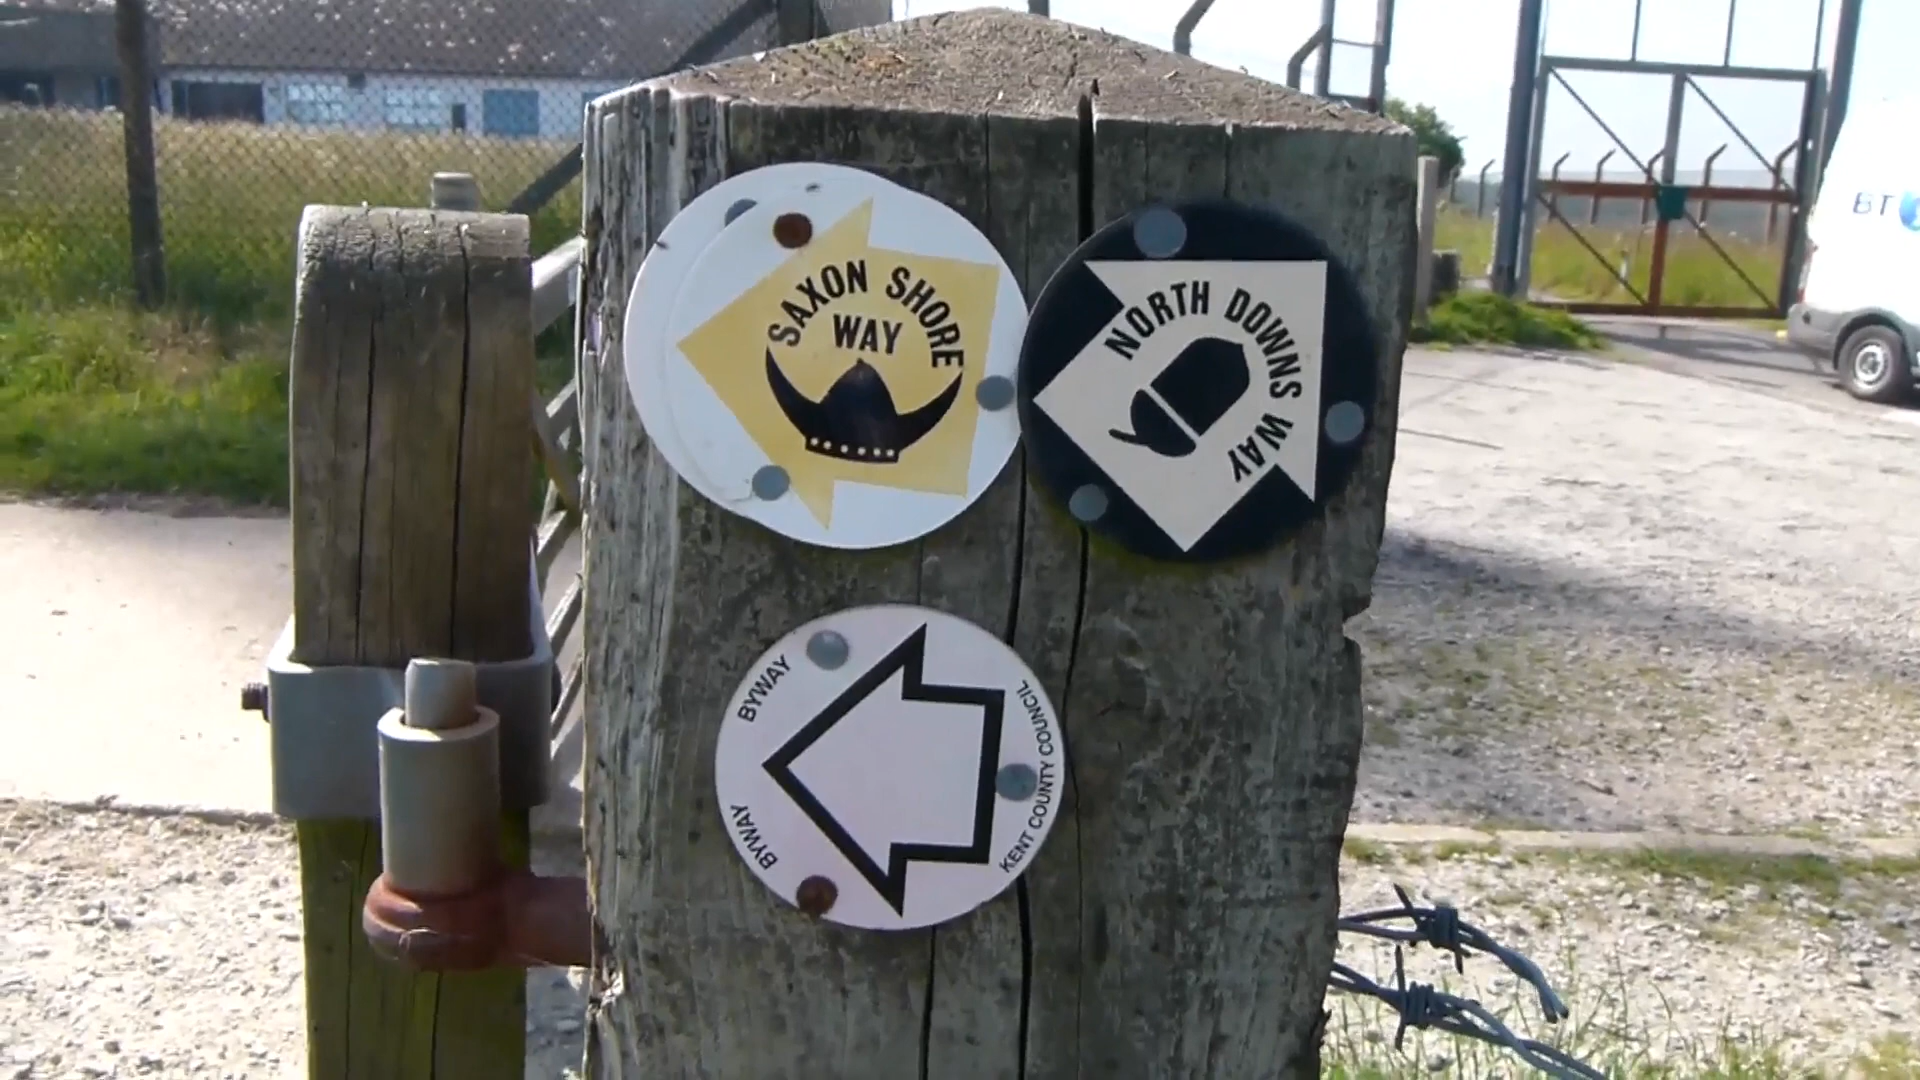 SAXON SHORE
WAY
NORTH DOWNS WAY
BT
BYWAY
BYWAY
KENT COUNTY COUNCIL